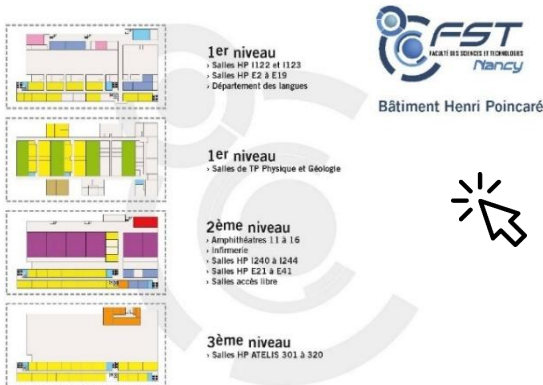 1er niveau
› Salles HP I122 et I123
› Salles HP E2 à E19
› Département des langues
FST
FACULTÉ DES SCIENCES ET TECHNOLOGIES
Nancy
Bâtiment Henri Poincaré
1er niveau
› Salles de TP Physique et Géologie
2ème niveau
› Amphithéatres 11 à 16
› Infirmerie
› Salles HP I240 à I244
› Salles HP E21 à E41
› Salles accès libre
3ème niveau
› Salles HP ATELIS 301 à 320